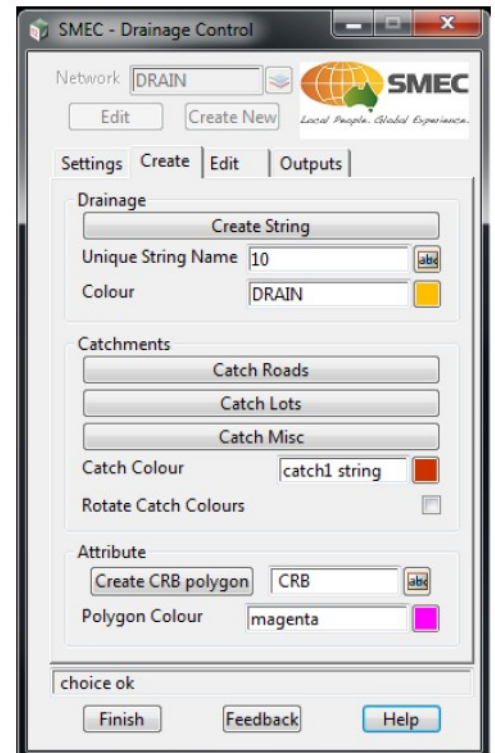 SMEC - Drainage Control
Network DRAIN
SMEC
Edit Create New
Local People. Global Experience.
Settings Create Edit Outputs
Drainage
Create String
Unique String Name 10 abc
Colour DRAIN
Catchments
Catch Roads
Catch Lots
Catch Misc
Catch Colour catch1 string
Rotate Catch Colours
Attribute
Create CRB polygon CRB abc
Polygon Colour magenta
choice ok
Finish Feedback Help